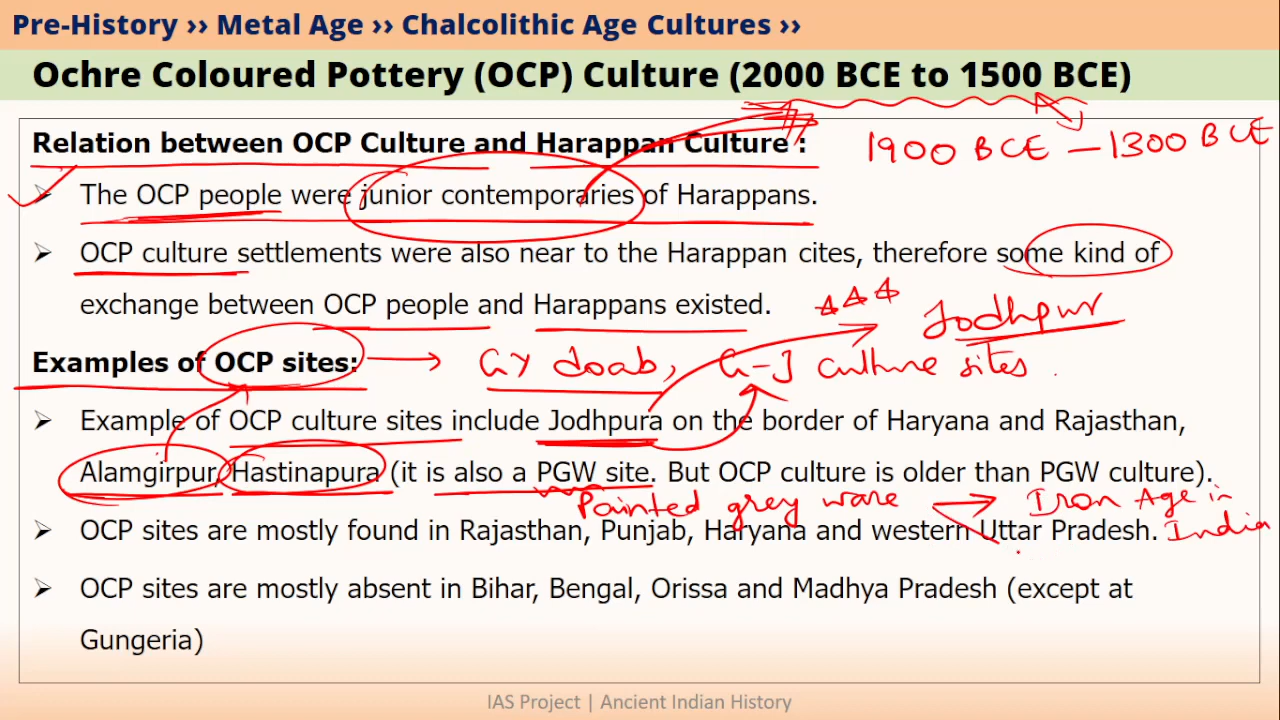 Pre-History ›› Metal Age ›› Chalcolithic Age Cultures ››
Ochre Coloured Pottery (OCP) Culture (2000 BCE to 1500 BCE)
Relation between OCP Culture and Harappan Culture :
1900 BCE – 1300 BCE
➢ The OCP people were junior contemporaries of Harappans.
➢ OCP culture settlements were also near to the Harappan cites, therefore some kind of
exchange between OCP people and Harappans existed.
Jodhpur
Examples of OCP sites: → GY doab, G-J culture sites.
➢ Example of OCP culture sites include Jodhpura on the border of Haryana and Rajasthan,
Alamgirpur, Hastinapura (it is also a PGW site. But OCP culture is older than PGW culture).
Painted grey ware → Iron Age in
India
➢ OCP sites are mostly found in Rajasthan, Punjab, Haryana and western Uttar Pradesh.
➢ OCP sites are mostly absent in Bihar, Bengal, Orissa and Madhya Pradesh (except at
Gungeria)
IAS Project | Ancient Indian History